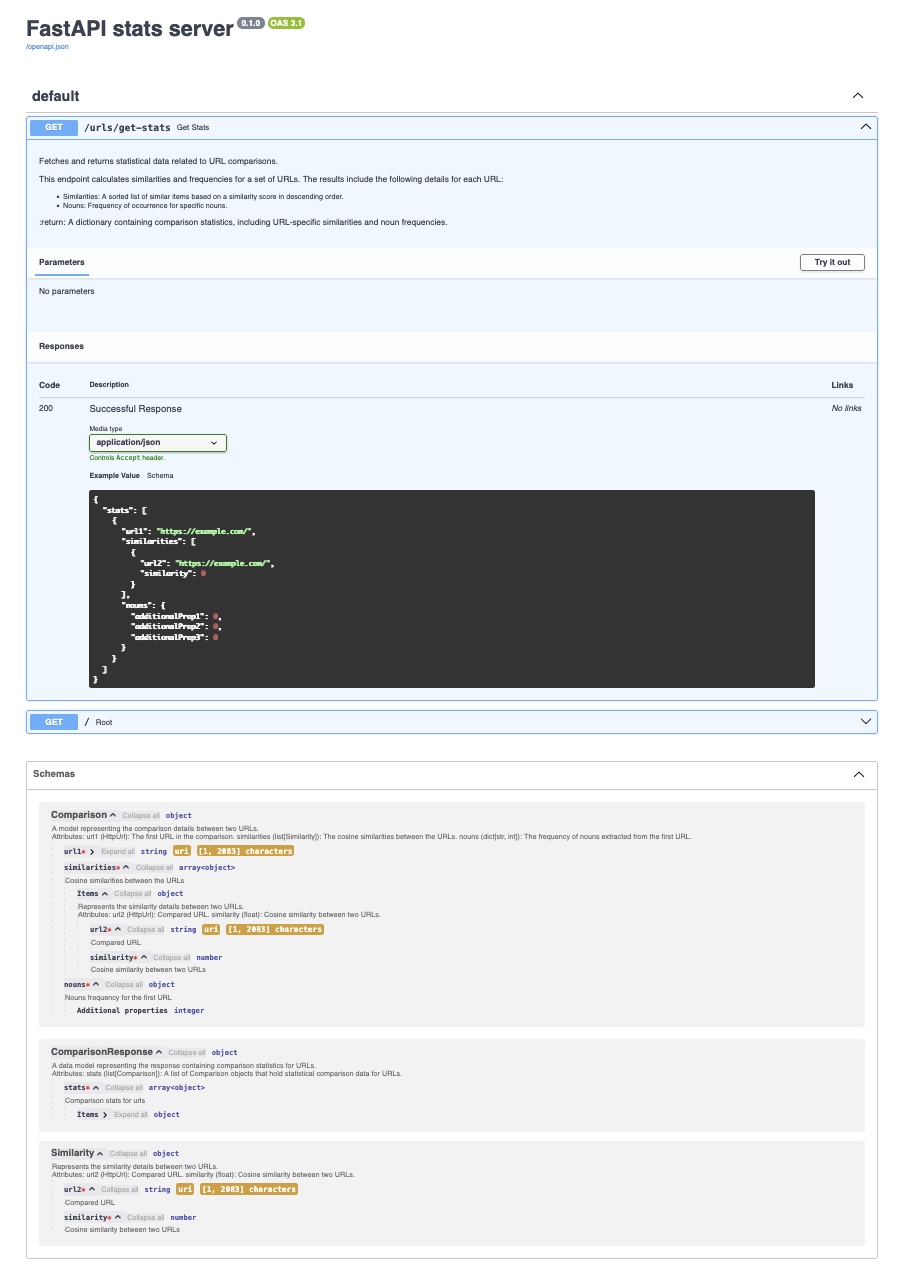 FastAPI stats server 0.1.0 OAS 3.1
/openapi.json
default
GET /urls/get-stats Get Stats
Fetches and returns statistical data related to URL comparisons.
This endpoint calculates similarities and frequencies for a set of URLs. The results include the following details for each URL:
• Similarities: A sorted list of similar items based on a similarity score in descending order.
• Nouns: Frequency of occurrence for specific nouns.
:return: A dictionary containing comparison statistics, including URL-specific similarities and noun frequencies.
Parameters Try it out
No parameters
Responses
Code Description Links
200 Successful Response No links
Media type
application/json
Controls Accept header.
Example Value Schema
{
"stats": [
{
"url1": "https://example.com/",
"similarities": [
{
"url2": "https://example.com/",
"similarity": 0
}
],
"nouns": {
"additionalProp1": 0,
"additionalProp2": 0,
"additionalProp3": 0
}
}
]
}
GET / Root
Schemas
Comparison Collapse all object
A model representing the comparison details between two URLs.
Attributes: url1 (HttpUrl): The first URL in the comparison. similarities (list[Similarity]): The cosine similarities between the URLs. nouns (dict[str, int]): The frequency of nouns extracted from the first URL.
url1* Expand all string uri [1, 2083] characters
similarities* Collapse all array<object>
Cosine similarities between the URLs
Items Collapse all object
Represents the similarity details between two URLs.
Attributes: url2 (HttpUrl): Compared URL. similarity (float): Cosine similarity between two URLs.
url2* Collapse all string uri [1, 2083] characters
Compared URL
similarity* Collapse all number
Cosine similarity between two URLs
nouns* Collapse all object
Nouns frequency for the first URL
Additional properties integer
ComparisonResponse Collapse all object
A data model representing the response containing comparison statistics for URLs.
Attributes: stats (list[Comparison]): A list of Comparison objects that hold statistical comparison data for URLs.
stats* Collapse all array<object>
Comparison stats for urls
Items Expand all object
Similarity Collapse all object
Represents the similarity details between two URLs.
Attributes: url2 (HttpUrl): Compared URL. similarity (float): Cosine similarity between two URLs.
url2* Collapse all string uri [1, 2083] characters
Compared URL
similarity* Collapse all number
Cosine similarity between two URLs